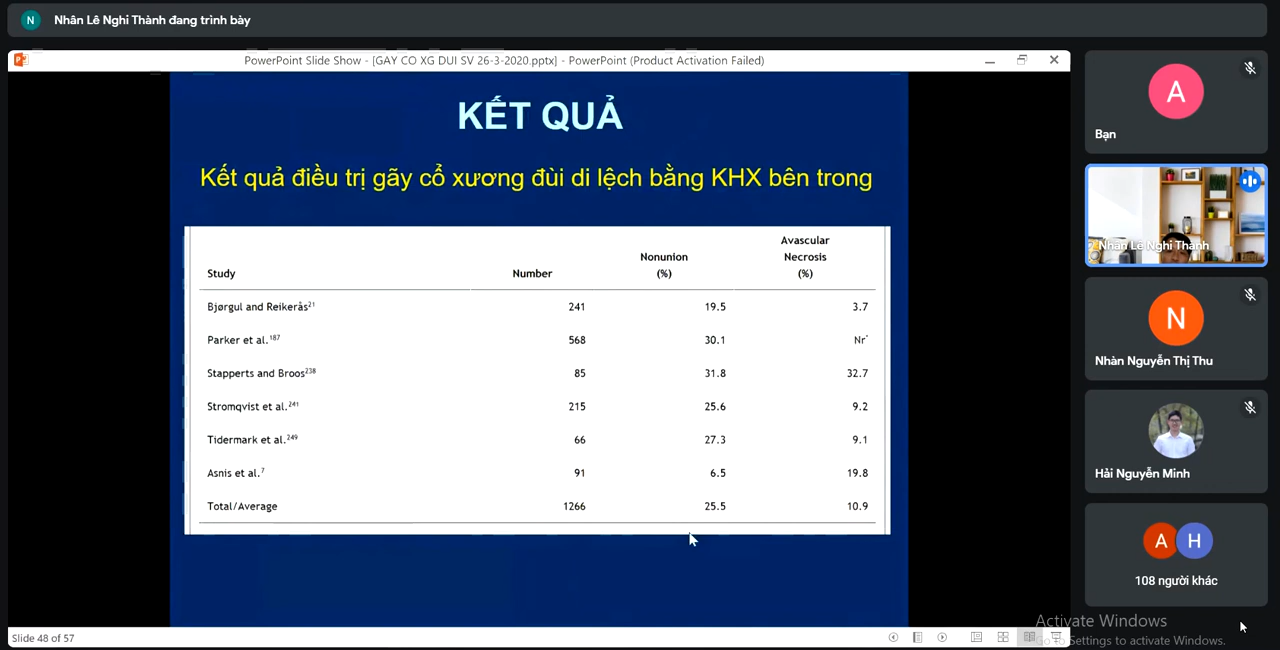 N Nhân Lê Nghi Thành đang trình bày
PowerPoint Slide Show - [GAY CO XG DUI SV 26-3-2020.pptx] - PowerPoint (Product Activation Failed)
KẾT QUẢ
Kết quả điều trị gãy cổ xương đùi di lệch bằng KHX bên trong
Study Number Nonunion (%) Avascular Necrosis (%)
Bjørgul and Reikerås21 241 19.5 3.7
Parker et al.187 568 30.1 Nr*
Stapperts and Broos238 85 31.8 32.7
Stromqvist et al.241 215 25.6 9.2
Tidermark et al.249 66 27.3 9.1
Asnis et al.7 91 6.5 19.8
Total/Average 1266 25.5 10.9
Slide 48 of 57
A
Bạn
Nhân Lê Nghi Thành
N
Nhàn Nguyễn Thị Thu
Hải Nguyễn Minh
A H
108 người khác
Activate Windows
Go to Settings to activate Windows.